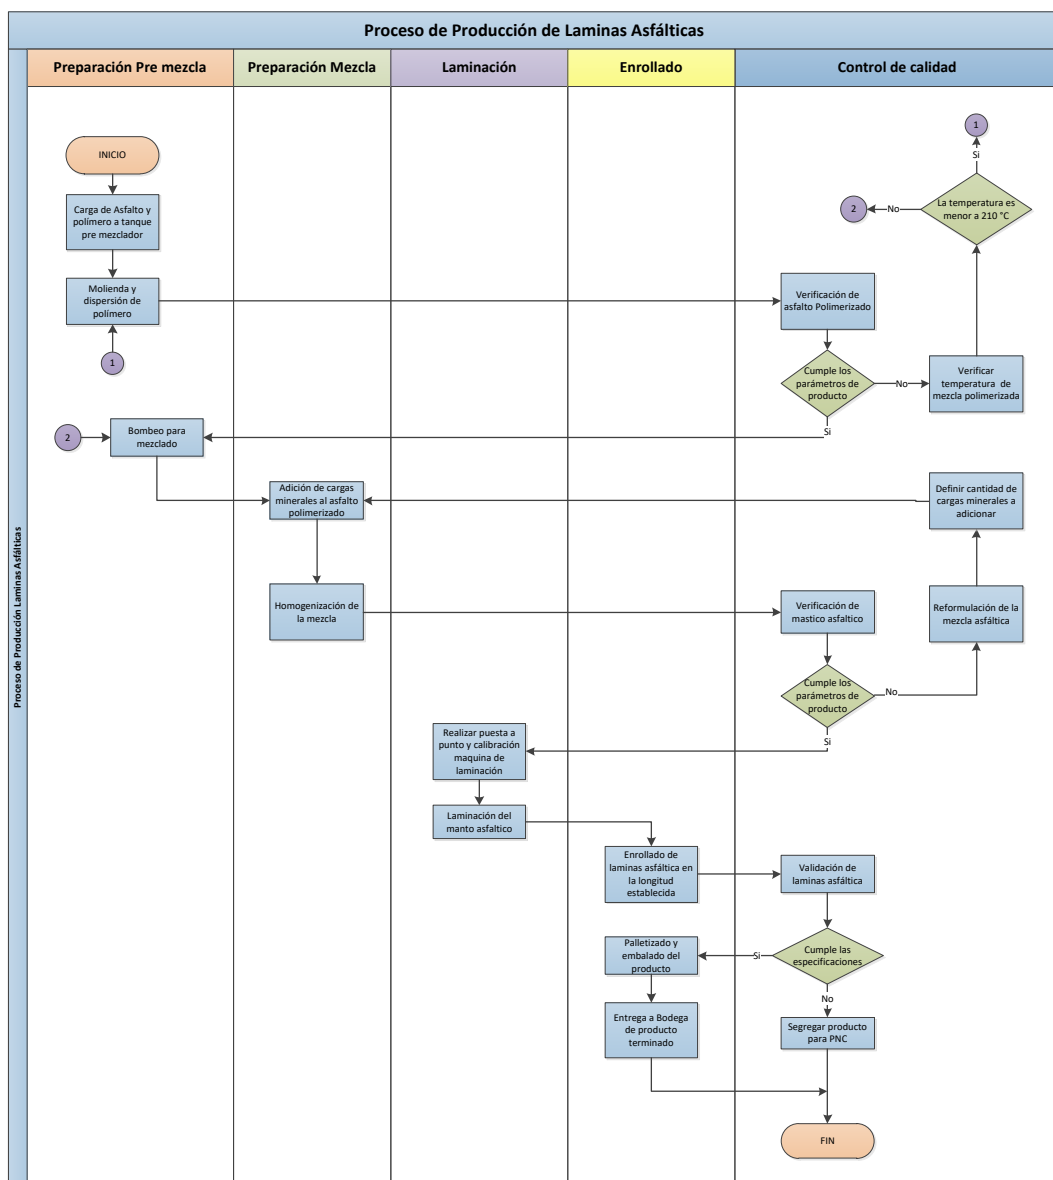 Proceso de Producción de Laminas Asfálticas
Proceso de Producción Laminas Asfálticas
Preparación Pre mezcla
Preparación Mezcla
Laminación
Enrollado
Control de calidad
INICIO
Carga de Asfalto y
polímero a tanque
pre mezclador
Molienda y
dispersión de
polímero
1
1
Si
La temperatura es
menor a 210 °C
No
2
Verificación de
asfalto Polimerizado
Cumple los
parámetros de
producto
No
Verificar
temperatura de
mezcla polimerizada
Si
2
Bombeo para
mezclado
Adición de cargas
minerales al asfalto
polimerizado
Definir cantidad de
cargas minerales a
adicionar
Homogenización de
la mezcla
Verificación de
mastico asfaltico
Reformulación de la
mezcla asfáltica
Cumple los
parámetros de
producto
No
Si
Realizar puesta a
punto y calibración
maquina de
laminación
Laminación del
manto asfaltico
Enrollado de
laminas asfáltica en
la longitud
establecida
Validación de
laminas asfáltica
Cumple las
especificaciones
Si
Palletizado y
embalado del
producto
No
Entrega a Bodega
de producto
terminado
Segregar producto
para PNC
FIN